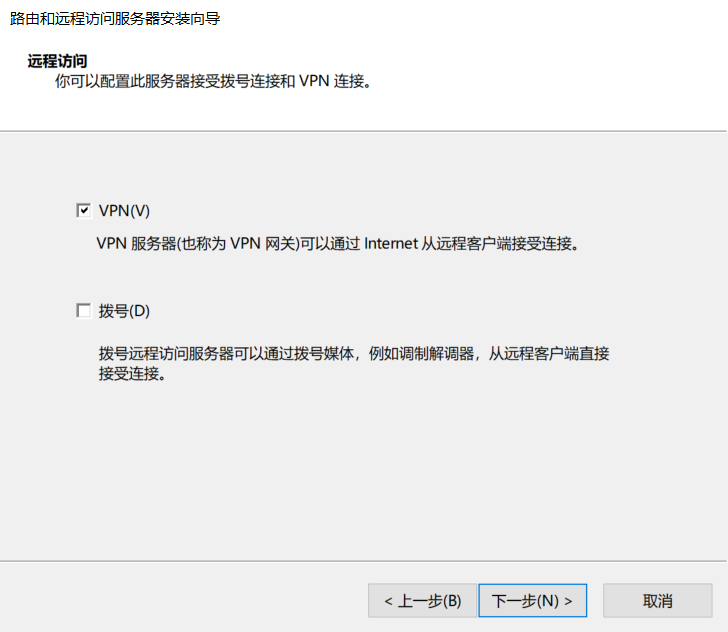 路由和远程访问服务器安装向导
远程访问
你可以配置此服务器接受拨号连接和 VPN 连接。
VPN(V)
VPN 服务器(也称为 VPN 网关)可以通过 Internet 从远程客户端接受连接。
拨号(D)
拨号远程访问服务器可以通过拨号媒体，例如调制解调器，从远程客户端直接
接受连接。
< 上一步(B) 下一步(N) > 取消